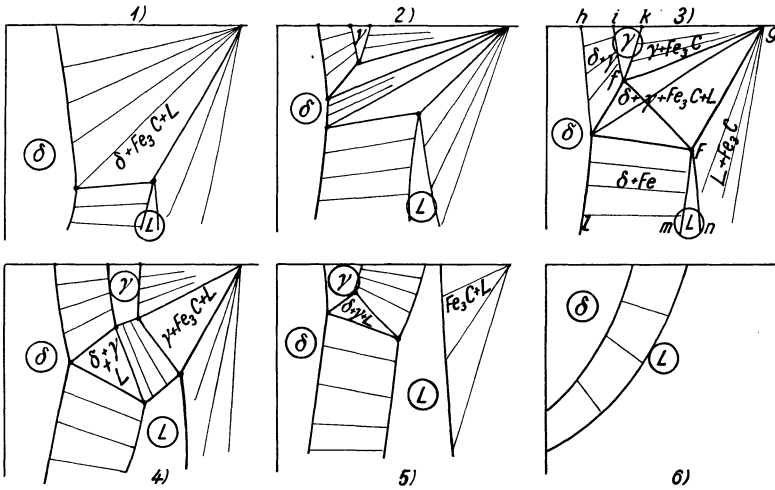 1)
δ+Fe₃C+L
δ
L
2)
γ
δ
L
h i k 3) g
γ
δ+γ
γ+Fe₃C
f
δ+γ+Fe₃C+L
δ
F
L+Fe₃C
δ+Fe
l m L n
γ
γ+Fe₃C+L
δ+γ
+
L
δ
L
4)
γ
Fe₃C+L
δ+γ+L
δ
L
5)
δ
L
6)